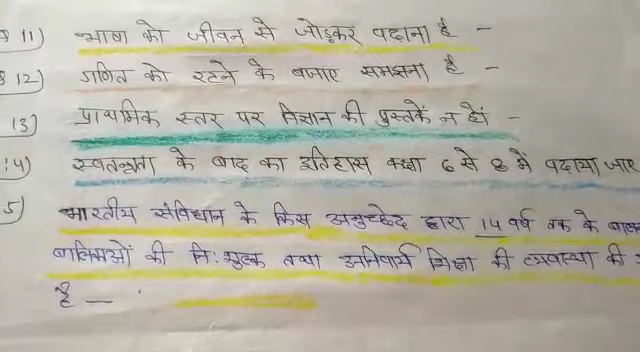 11) भाषा को जीवन से जोड़कर पढाना है -
12) गणित को रटने के बजाए समझना है -
13) प्राथमिक स्तर पर विज्ञान की पुस्तकें न हों -
14) स्वतन्त्रता के बाद का इतिहास कक्षा 6 से 8 में पढाया जाए
5) भारतीय संविधान के किस अनुच्छेद द्वारा 14 वर्ष तक के
बालिकाओं की नि:शुल्क तथा अनिवार्य शिक्षा की व्यवस्था की
है —